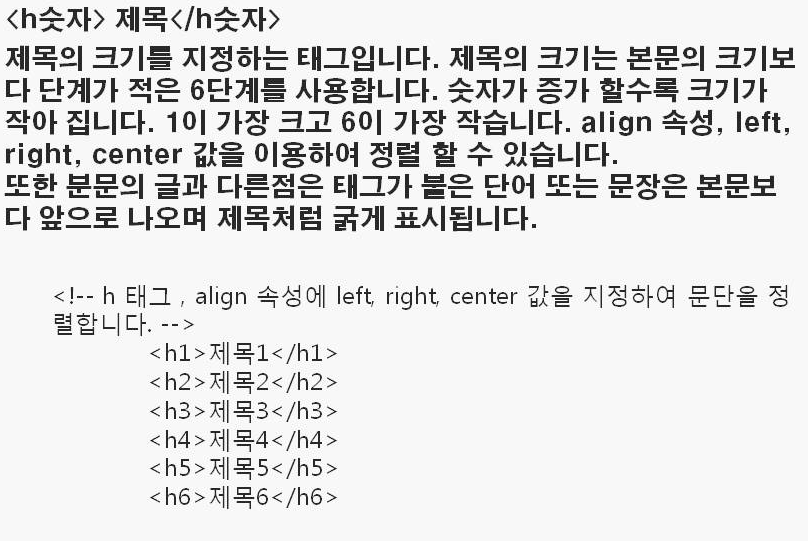 <h숫자> 제목</h숫자>
제목의 크기를 지정하는 태그입니다. 제목의 크기는 본문의 크기보
다 단계가 적은 6단계를 사용합니다. 숫자가 증가 할수록 크기가
작아 집니다. 1이 가장 크고 6이 가장 작습니다. align 속성, left,
right, center 값을 이용하여 정렬 할 수 있습니다.
또한 분문의 글과 다른점은 태그가 붙은 단어 또는 문장은 본문보
다 앞으로 나오며 제목처럼 굵게 표시됩니다.
<!-- h 태그 , align 속성에 left, right, center 값을 지정하여 문단을 정
렬합니다. -->
<h1>제목1</h1>
<h2>제목2</h2>
<h3>제목3</h3>
<h4>제목4</h4>
<h5>제목5</h5>
<h6>제목6</h6>